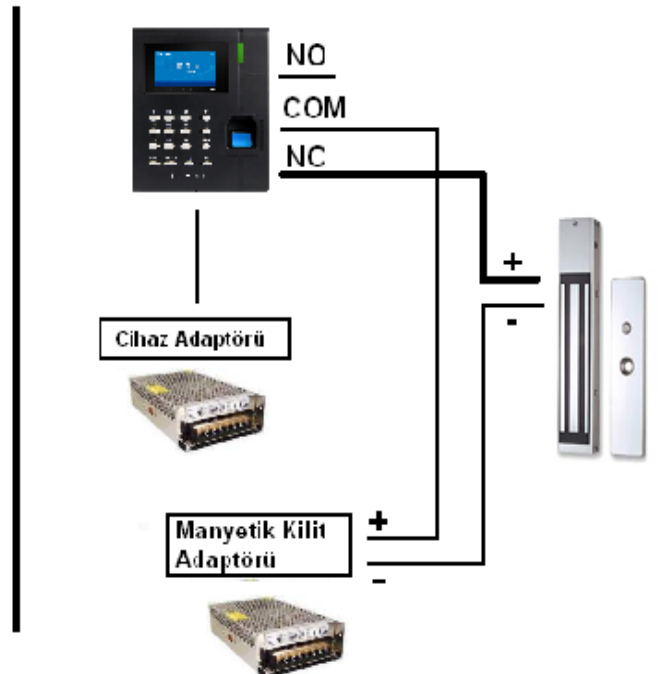 NO
COM
NC
+
-
Cihaz Adaptörü
Manyetik Kilit
Adaptörü
+
-